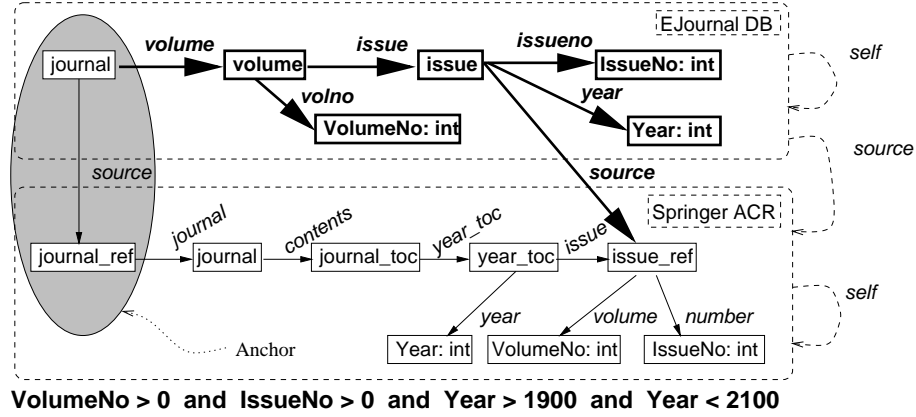 EJournal DB
volume
issue
issueno
self
journal
volume
issue
IssueNo: int
volno
year
VolumeNo: int
Year: int
source
source
source
Springer ACR
journal
contents
year_toc
issue
journal_ref
journal
journal_toc
year_toc
issue_ref
self
year
volume
number
Anchor
Year: int
VolumeNo: int
IssueNo: int
VolumeNo > 0 and IssueNo > 0 and Year > 1900 and Year < 2100